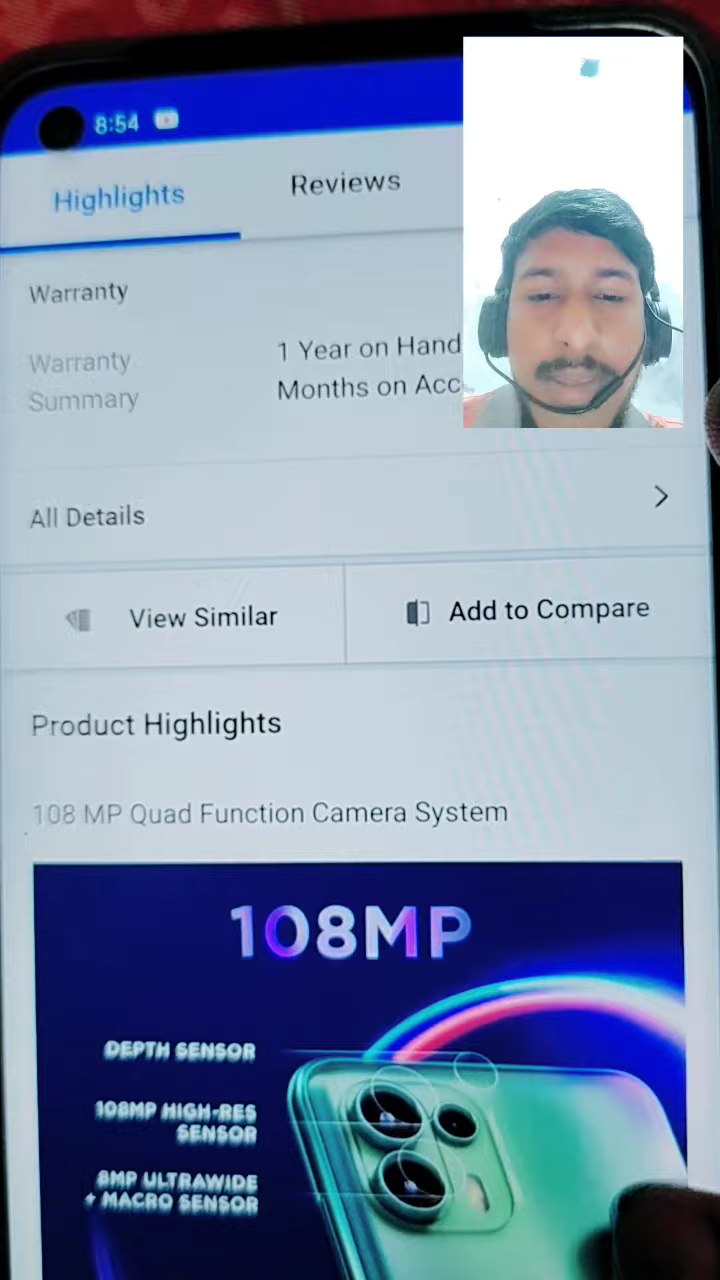 8:54
Highlights
Reviews
Warranty
Warranty
Summary
1 Year on Hand
Months on Acc
All Details
View Similar
Add to Compare
Product Highlights
108 MP Quad Function Camera System
108MP
DEPTH SENSOR
108MP HIGH-RES
SENSOR
8MP ULTRAWIDE
+ MACRO SENSOR